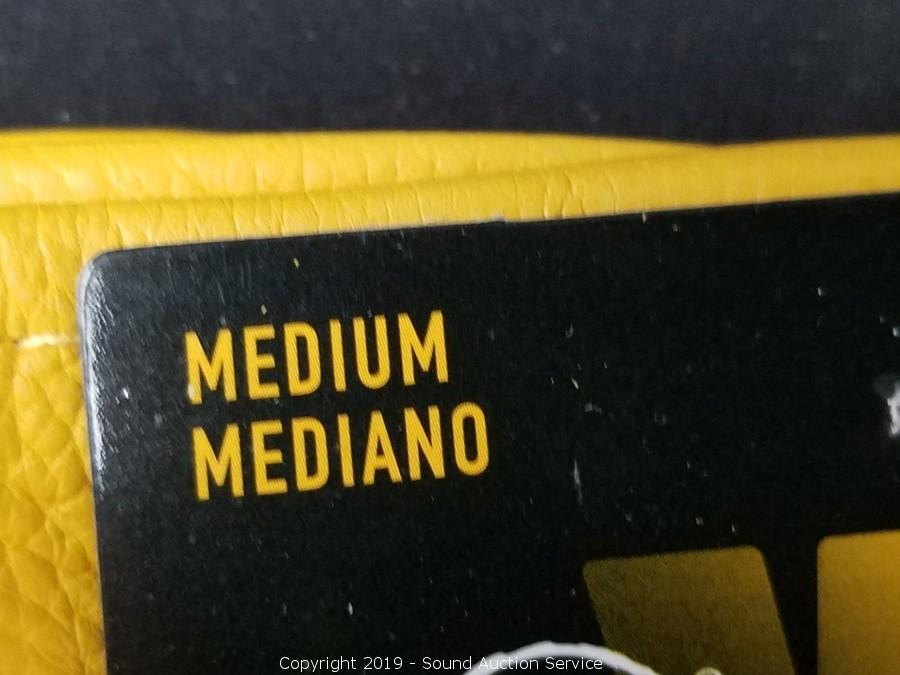 MEDIUM
MEDIANO
Copyright 2019 - Sound Auction Service